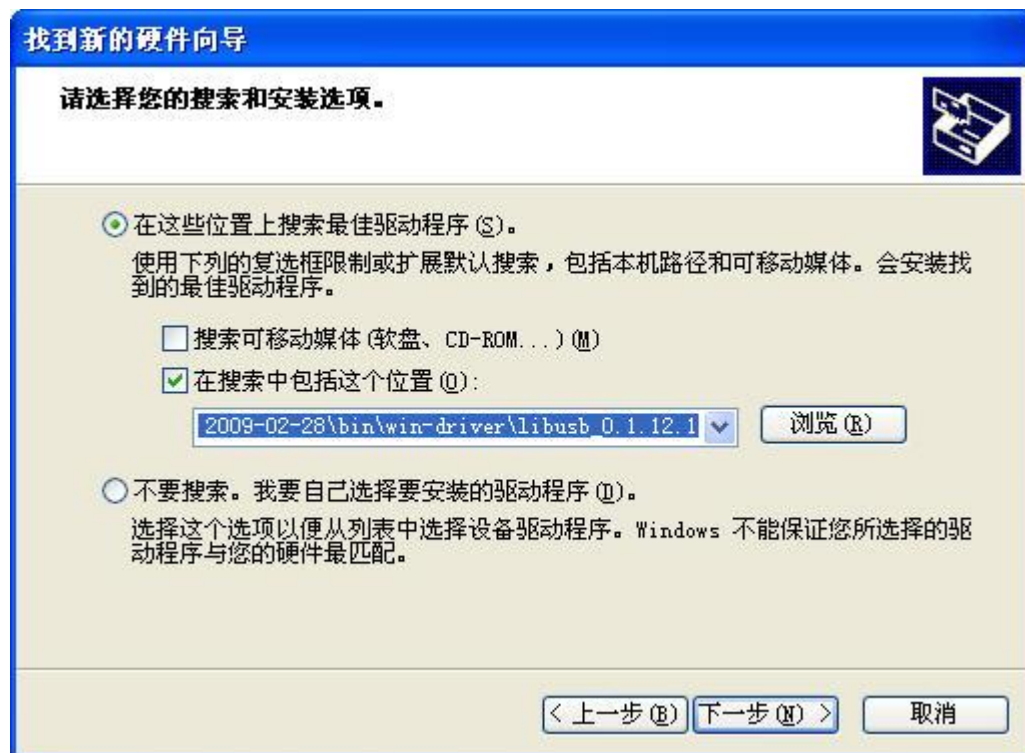 找到新的硬件向导
请选择您的搜索和安装选项。
在这些位置上搜索最佳驱动程序(S)。
使用下列的复选框限制或扩展默认搜索，包括本机路径和可移动媒体。会安装找
到的最佳驱动程序。
搜索可移动媒体(软盘、CD-ROM...)(M)
在搜索中包括这个位置(O):
2009-02-28\bin\win-driver\libusb_0.1.12.1
浏览(R)
不要搜索。我要自己选择要安装的驱动程序(D)。
选择这个选项以便从列表中选择设备驱动程序。Windows 不能保证您所选择的驱
动程序与您的硬件最匹配。
< 上一步(B) 下一步(N) > 取消